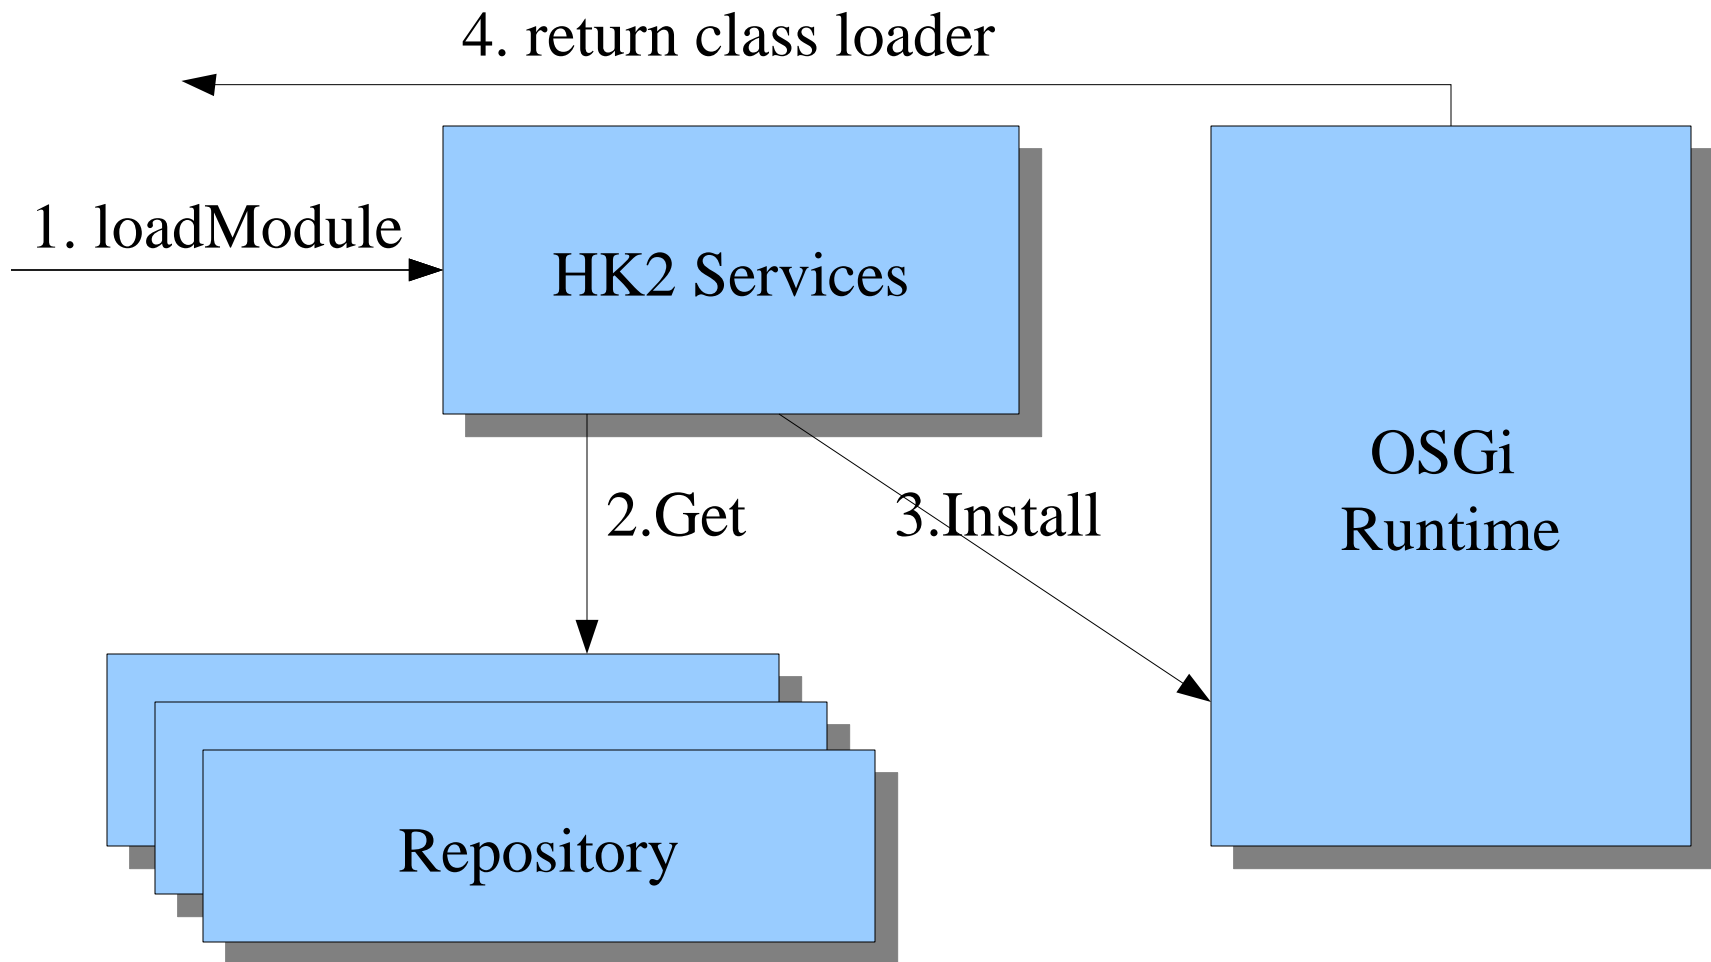 4. return class loader
1. loadModule
HK2 Services
OSGi
Runtime
2.Get
3.Install
Repository